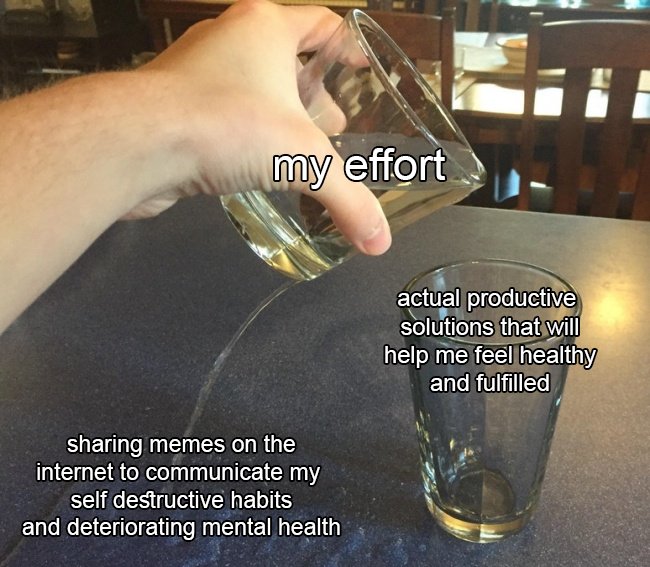 my effort
actual productive
solutions that will
help me feel healthy
and fulfilled
sharing memes on the
internet to communicate my
self destructive habits
and deteriorating mental health